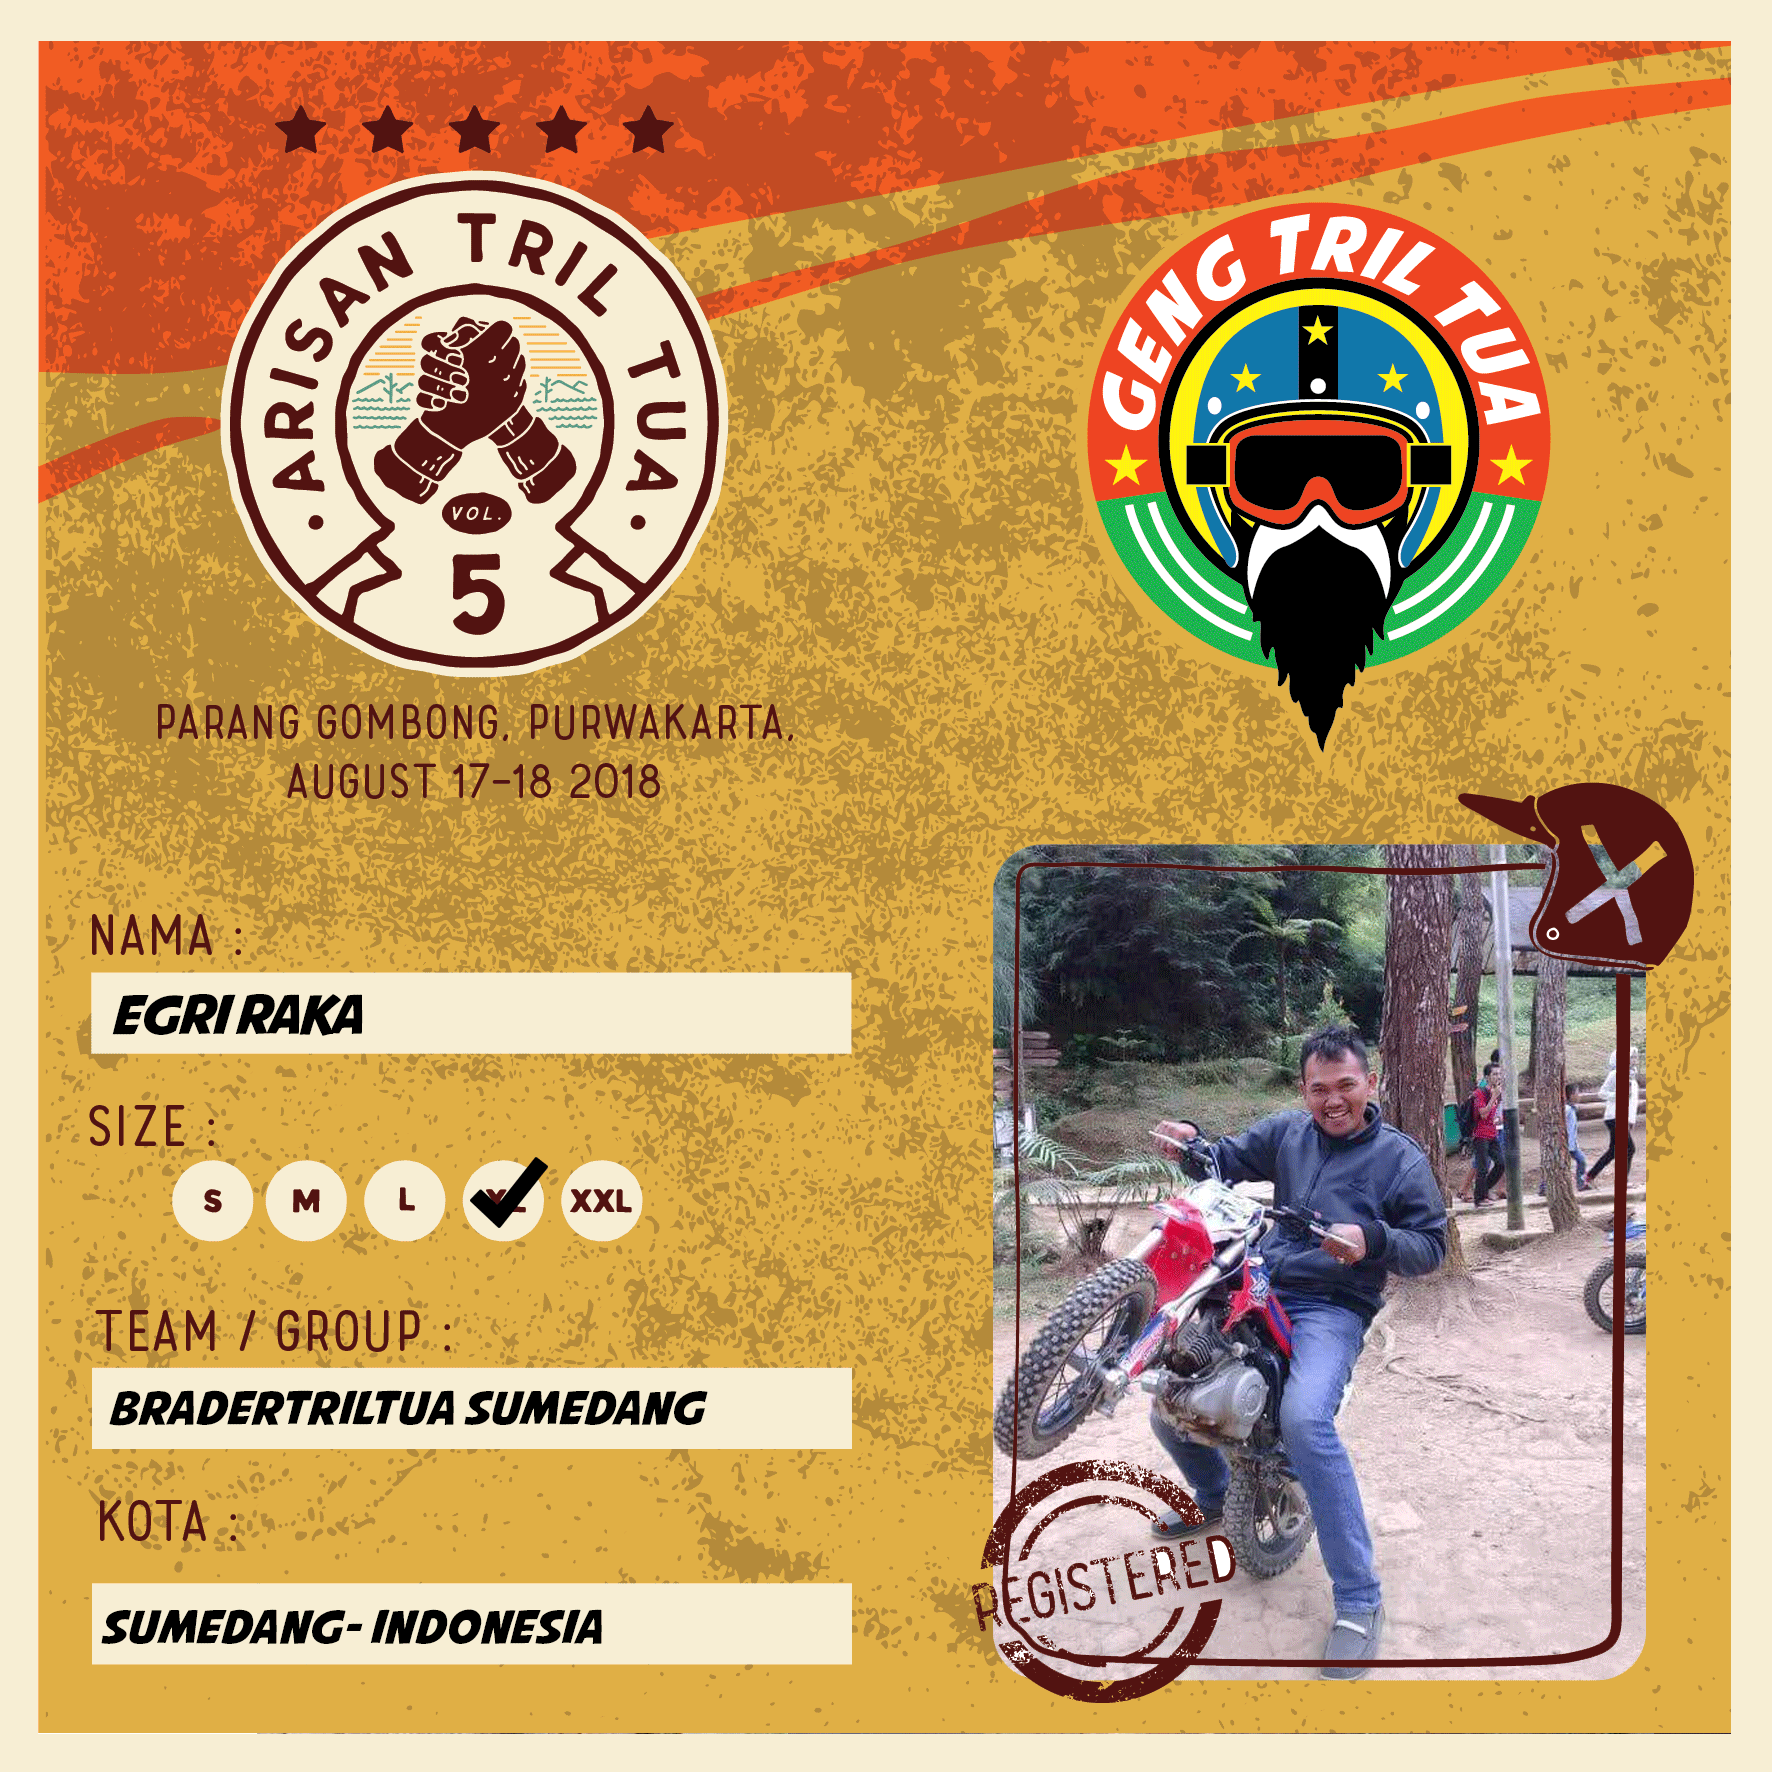 ARISAN TRIL TUA
VOL.
5
GENG TRIL TUA
PARANG GOMBONG, PURWAKARTA,
AUGUST 17-18 2018
NAMA :
EGRI RAKA
SIZE :
S M L XL XXL
TEAM / GROUP :
BRADERTRILTUA SUMEDANG
KOTA :
SUMEDANG- INDONESIA
REGISTERED